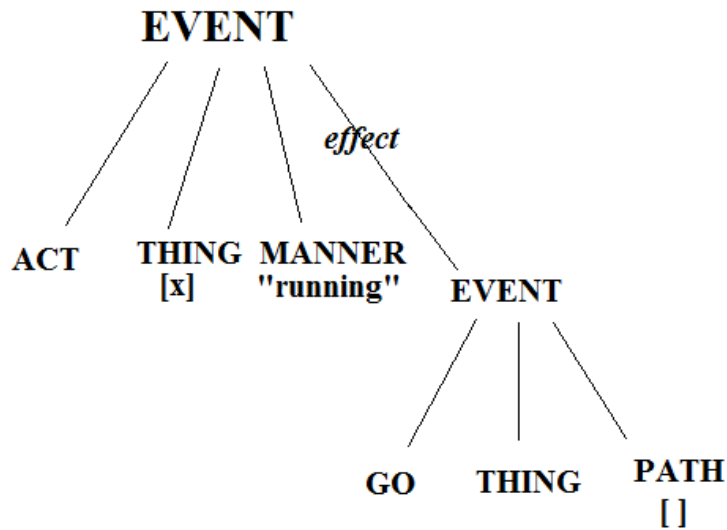 EVENT
effect
ACT THING MANNER
[x] "running"
EVENT
GO THING PATH
[ ]